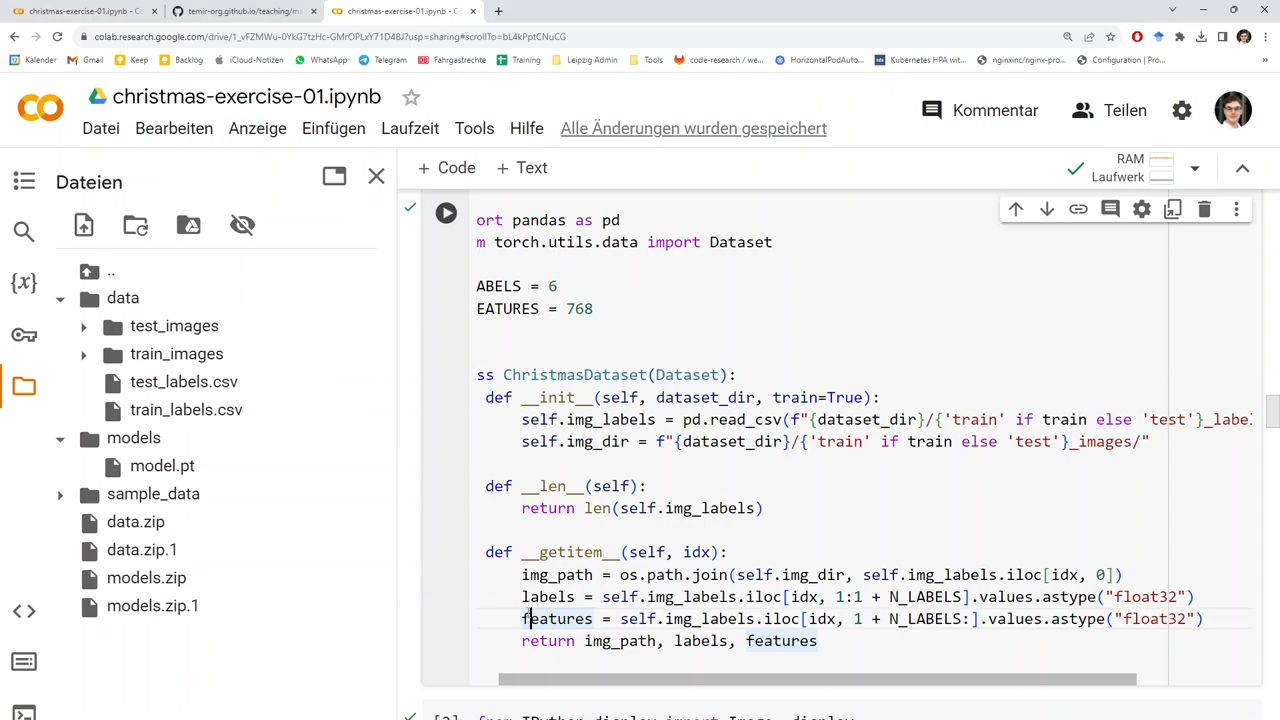 christmas-exercise-01.ipynb - C
temir-org.github.io/teaching/ma
christmas-exercise-01.ipynb - C
colab.research.google.com/drive/1_vFZMWu-0YkG7tzHc-GMrOPLxY71D4BJ?usp=sharing#scrollTo=bL4kPptCNuCG
Kalender Gmail Keep Backlog iCloud-Notizen WhatsApp Telegram Fahrgastrechte Training Leipzig Admin Tools code-research / we... HorizontalPodAutо... Kubernetes HPA wit... nginxinc/nginx-pro... Configuration | Pro...
christmas-exercise-01.ipynb
Kommentar Teilen
Datei Bearbeiten Anzeige Einfügen Laufzeit Tools Hilfe Alle Änderungen wurden gespeichert
+ Code + Text
RAM
Laufwerk
Dateien
..
data
test_images
train_images
test_labels.csv
train_labels.csv
models
model.pt
sample_data
data.zip
data.zip.1
models.zip
models.zip.1
ort pandas as pd
m torch.utils.data import Dataset
ABELS = 6
EATURES = 768
ss ChristmasDataset(Dataset):
def __init__(self, dataset_dir, train=True):
self.img_labels = pd.read_csv(f"{dataset_dir}/{'train' if train else 'test'}_labe
self.img_dir = f"{dataset_dir}/{'train' if train else 'test'}_images/"
def __len__(self):
return len(self.img_labels)
def __getitem__(self, idx):
img_path = os.path.join(self.img_dir, self.img_labels.iloc[idx, 0])
labels = self.img_labels.iloc[idx, 1:1 + N_LABELS].values.astype("float32")
features = self.img_labels.iloc[idx, 1 + N_LABELS:].values.astype("float32")
return img_path, labels, features
from IPython.display import Image, display